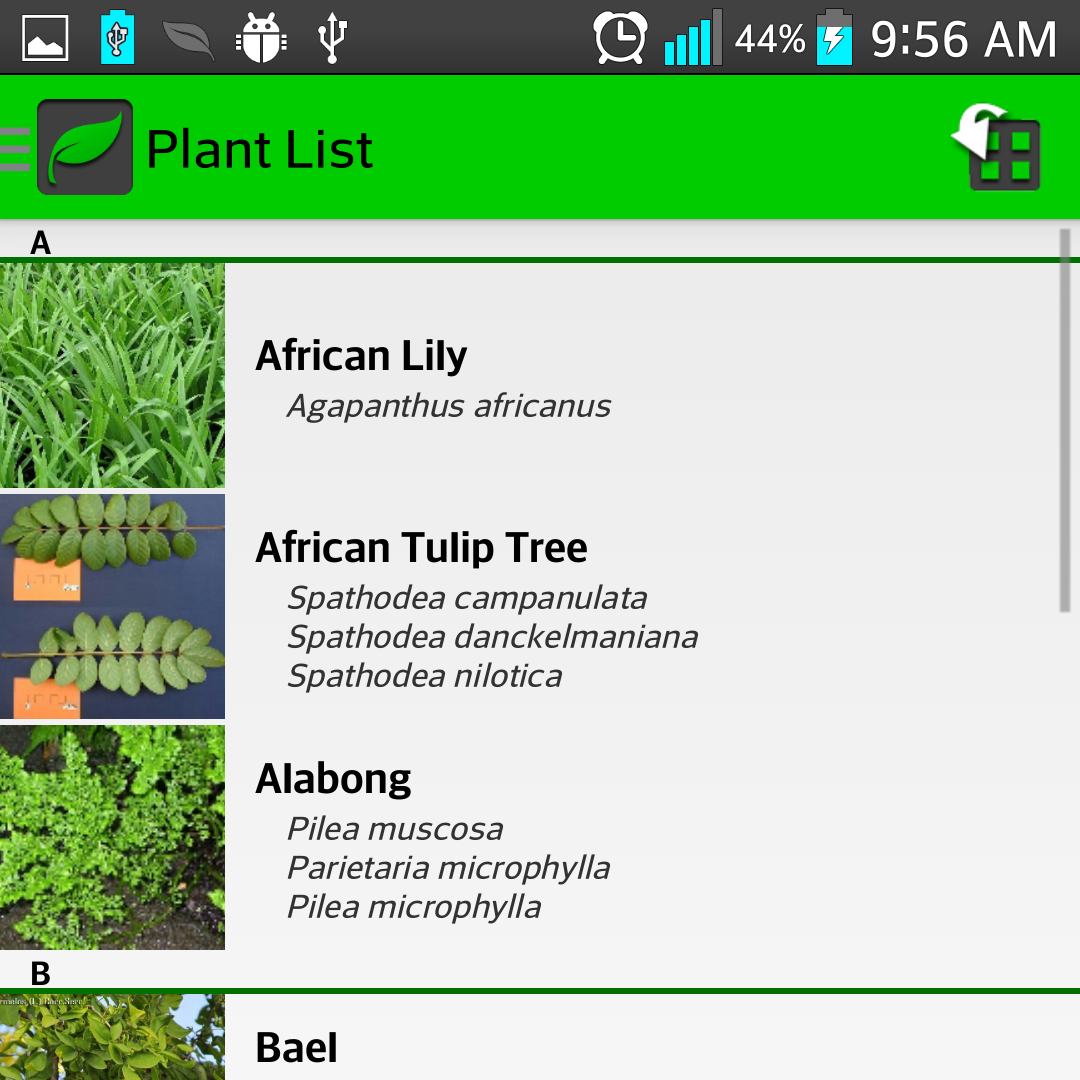 44% 9:56 AM
Plant List
A
African Lily
Agapanthus africanus
African Tulip Tree
Spathodea campanulata
Spathodea danckelmaniana
Spathodea nilotica
Alabong
Pilea muscosa
Parietaria microphylla
Pilea microphylla
B
Bael